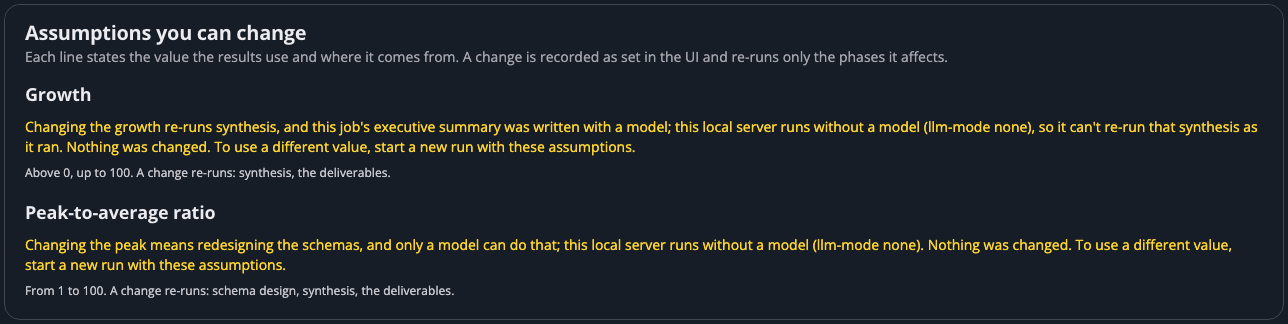 Assumptions you can change
Each line states the value the results use and where it comes from. A change is recorded as set in the UI and re-runs only the phases it affects.
Growth
Changing the growth re-runs synthesis, and this job's executive summary was written with a model; this local server runs without a model (llm-mode none), so it can't re-run that synthesis as
it ran. Nothing was changed. To use a different value, start a new run with these assumptions.
Above 0, up to 100. A change re-runs: synthesis, the deliverables.
Peak-to-average ratio
Changing the peak means redesigning the schemas, and only a model can do that; this local server runs without a model (llm-mode none). Nothing was changed. To use a different value,
start a new run with these assumptions.
From 1 to 100. A change re-runs: schema design, synthesis, the deliverables.